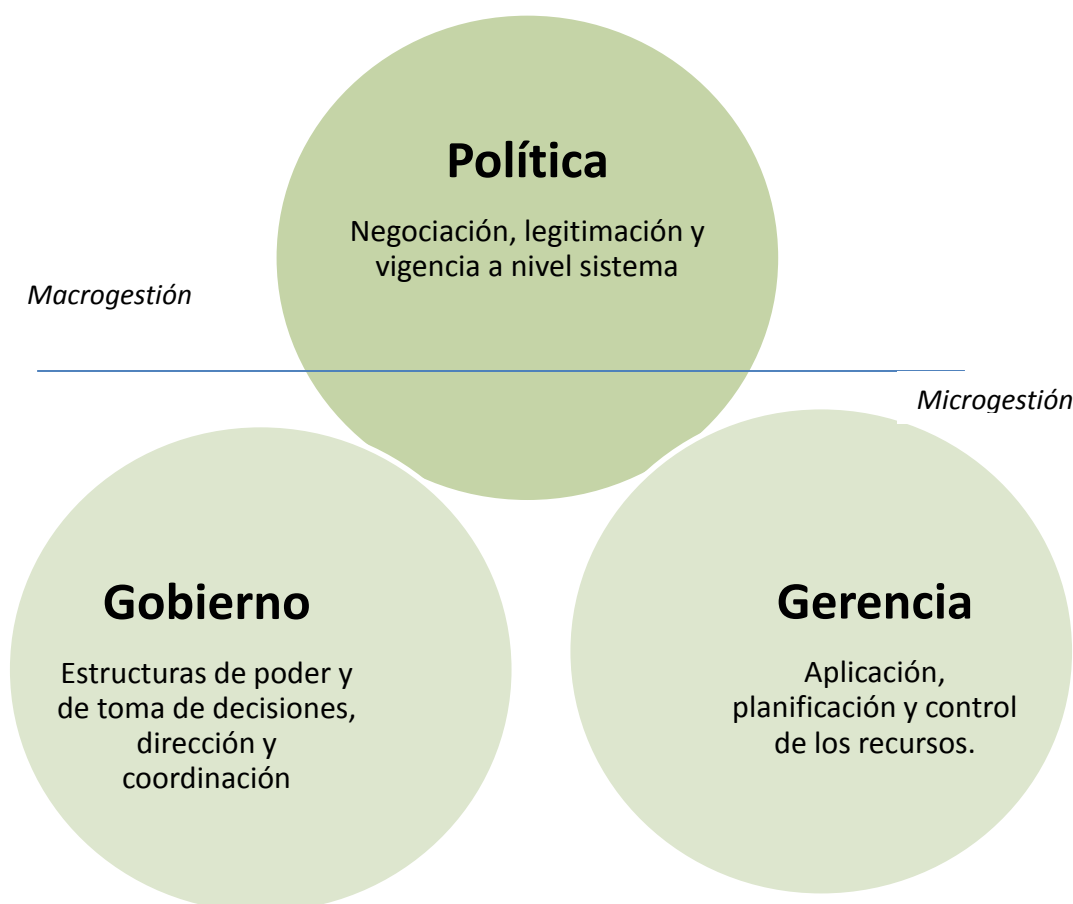 Política
Negociación, legitimación y
vigencia a nivel sistema
Macrogestión
Microgestión
Gobierno
Estructuras de poder y
de toma de decisiones,
dirección y
coordinación
Gerencia
Aplicación,
planificación y control
de los recursos.